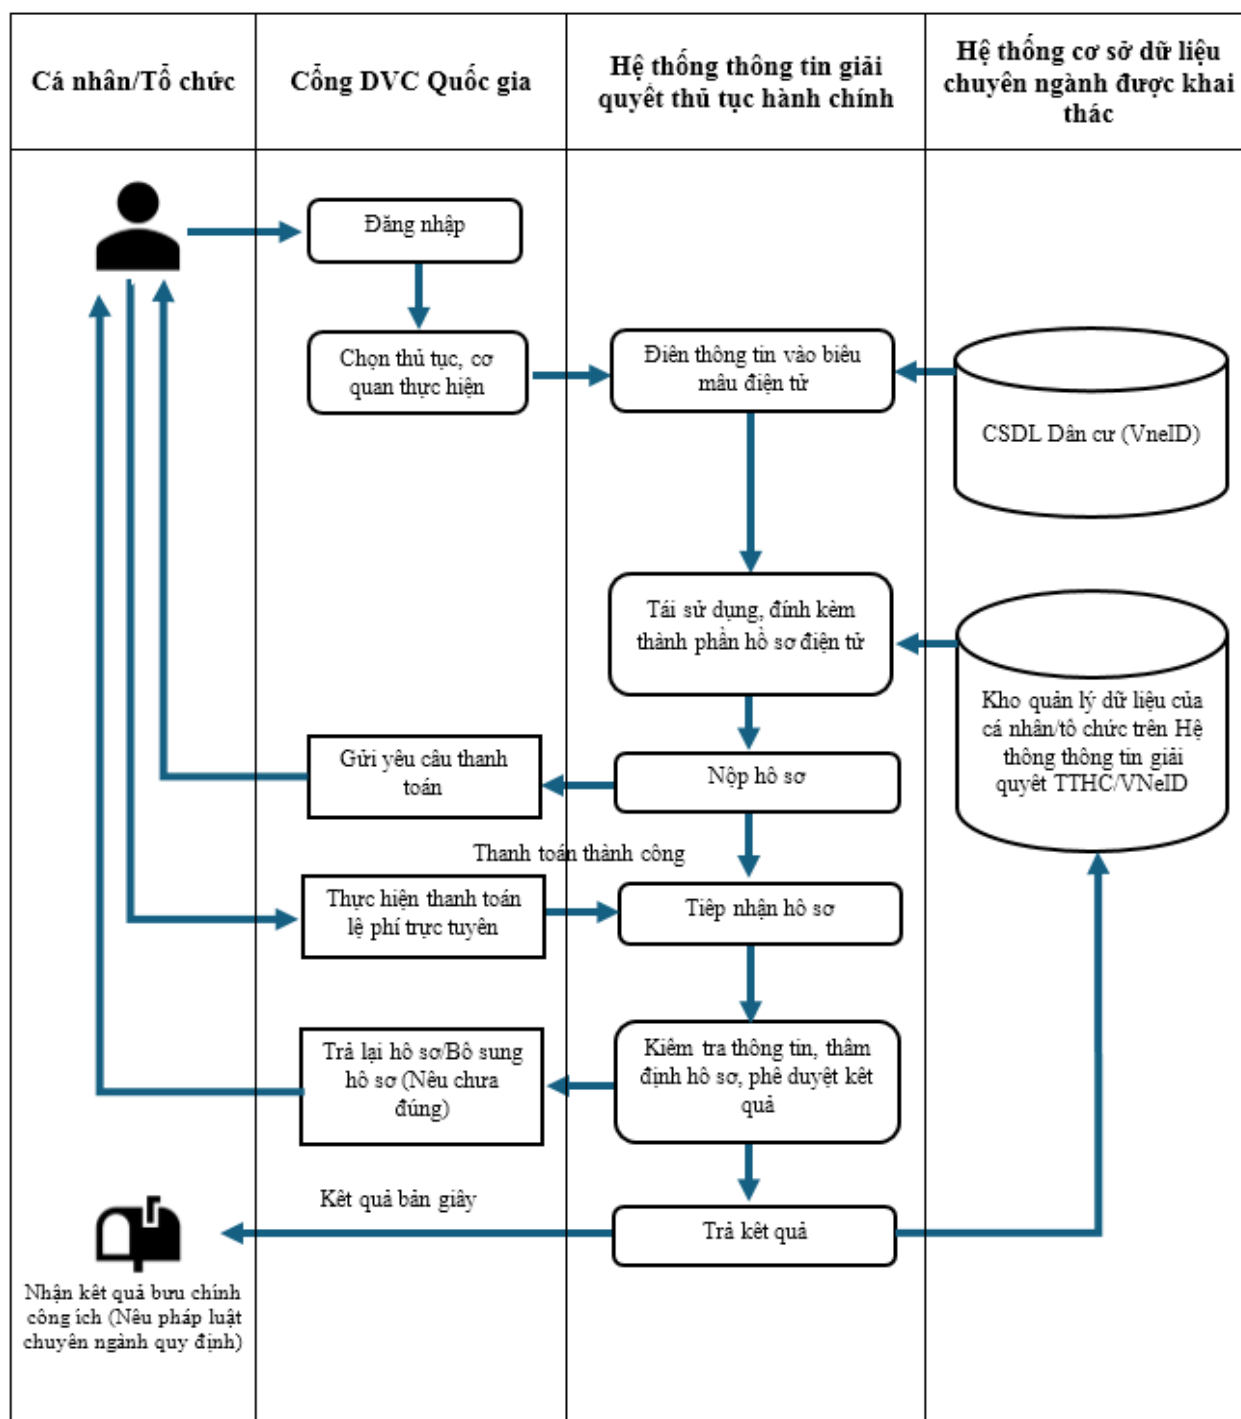 Cá nhân/Tổ chức
Cổng DVC Quốc gia
Hệ thống thông tin giải
quyết thủ tục hành chính
Hệ thống cơ sở dữ liệu
chuyên ngành được khai
thác
Đăng nhập
Chọn thủ tục, cơ
quan thực hiện
Điền thông tin vào biểu
mẫu điện tử
CSDL Dân cư (VneID)
Tái sử dụng, đính kèm
thành phần hồ sơ điện tử
Kho quản lý dữ liệu của
cá nhân/tổ chức trên Hệ
thống thông tin giải
quyết TTHC/VNeID
Gửi yêu cầu thanh
toán
Nộp hồ sơ
Thanh toán thành công
Thực hiện thanh toán
lệ phí trực tuyến
Tiếp nhận hồ sơ
Trả lại hồ sơ/Bổ sung
hồ sơ (Nếu chưa
đúng)
Kiểm tra thông tin, thẩm
định hồ sơ, phê duyệt kết
quả
Kết quả bản giấy
Trả kết quả
Nhận kết quả bưu chính
công ích (Nếu pháp luật
chuyên ngành quy định)